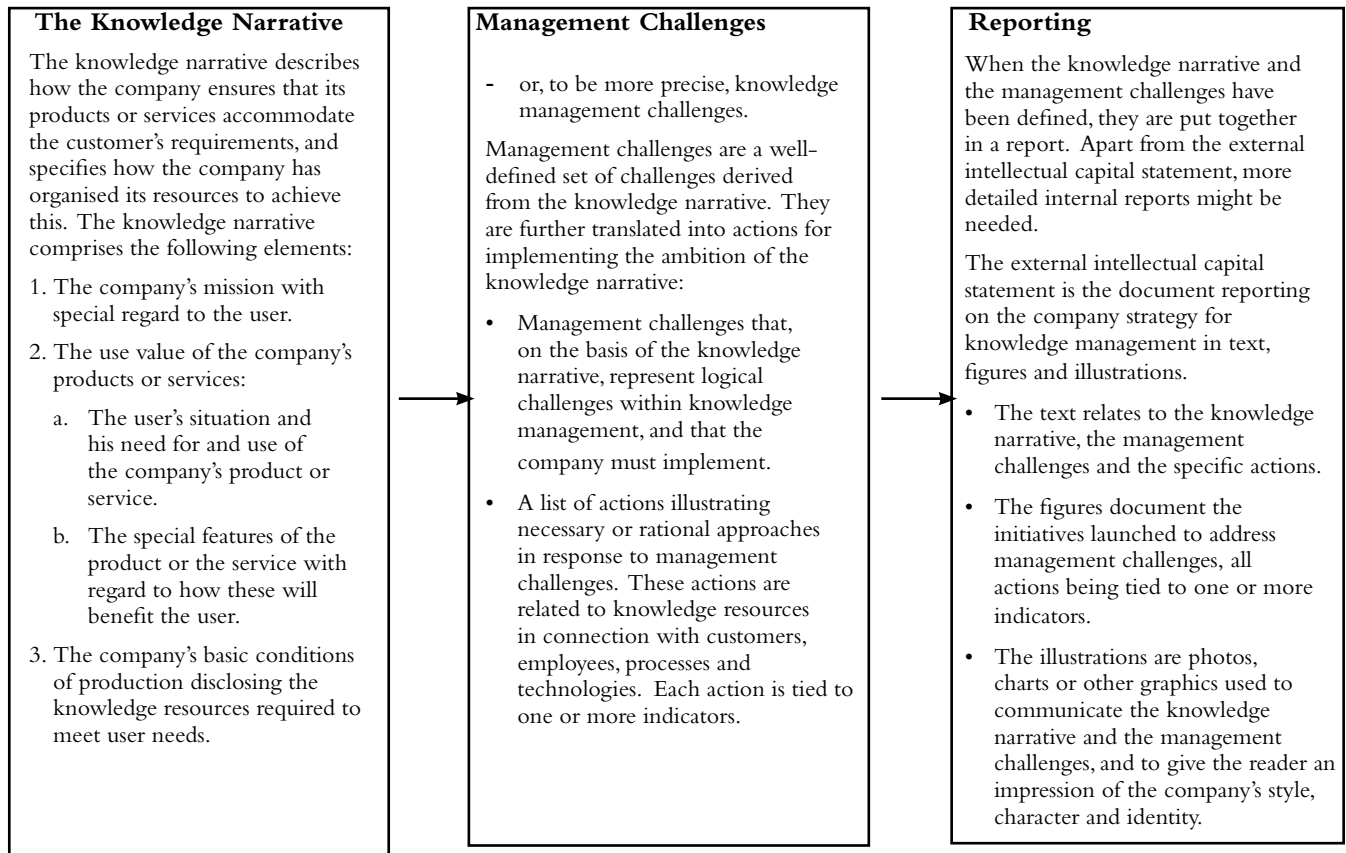 The Knowledge Narrative
The knowledge narrative describes
how the company ensures that its
products or services accommodate
the customer’s requirements, and
specifies how the company has
organised its resources to achieve
this. The knowledge narrative
comprises the following elements:
1. The company’s mission with
special regard to the user.
2. The use value of the company’s
products or services:
a. The user’s situation and
his need for and use of
the company’s product or
service.
b. The special features of the
product or the service with
regard to how these will
benefit the user.
3. The company’s basic conditions
of production disclosing the
knowledge resources required to
meet user needs.
Management Challenges
- or, to be more precise, knowledge
management challenges.
Management challenges are a well-
defined set of challenges derived
from the knowledge narrative. They
are further translated into actions for
implementing the ambition of the
knowledge narrative:
• Management challenges that,
on the basis of the knowledge
narrative, represent logical
challenges within knowledge
management, and that the
company must implement.
• A list of actions illustrating
necessary or rational approaches
in response to management
challenges. These actions are
related to knowledge resources
in connection with customers,
employees, processes and
technologies. Each action is tied to
one or more indicators.
Reporting
When the knowledge narrative and
the management challenges have
been defined, they are put together
in a report. Apart from the external
intellectual capital statement, more
detailed internal reports might be
needed.
The external intellectual capital
statement is the document reporting
on the company strategy for
knowledge management in text,
figures and illustrations.
• The text relates to the knowledge
narrative, the management
challenges and the specific actions.
• The figures document the
initiatives launched to address
management challenges, all
actions being tied to one or more
indicators.
• The illustrations are photos,
charts or other graphics used to
communicate the knowledge
narrative and the management
challenges, and to give the reader an
impression of the company’s style,
character and identity.